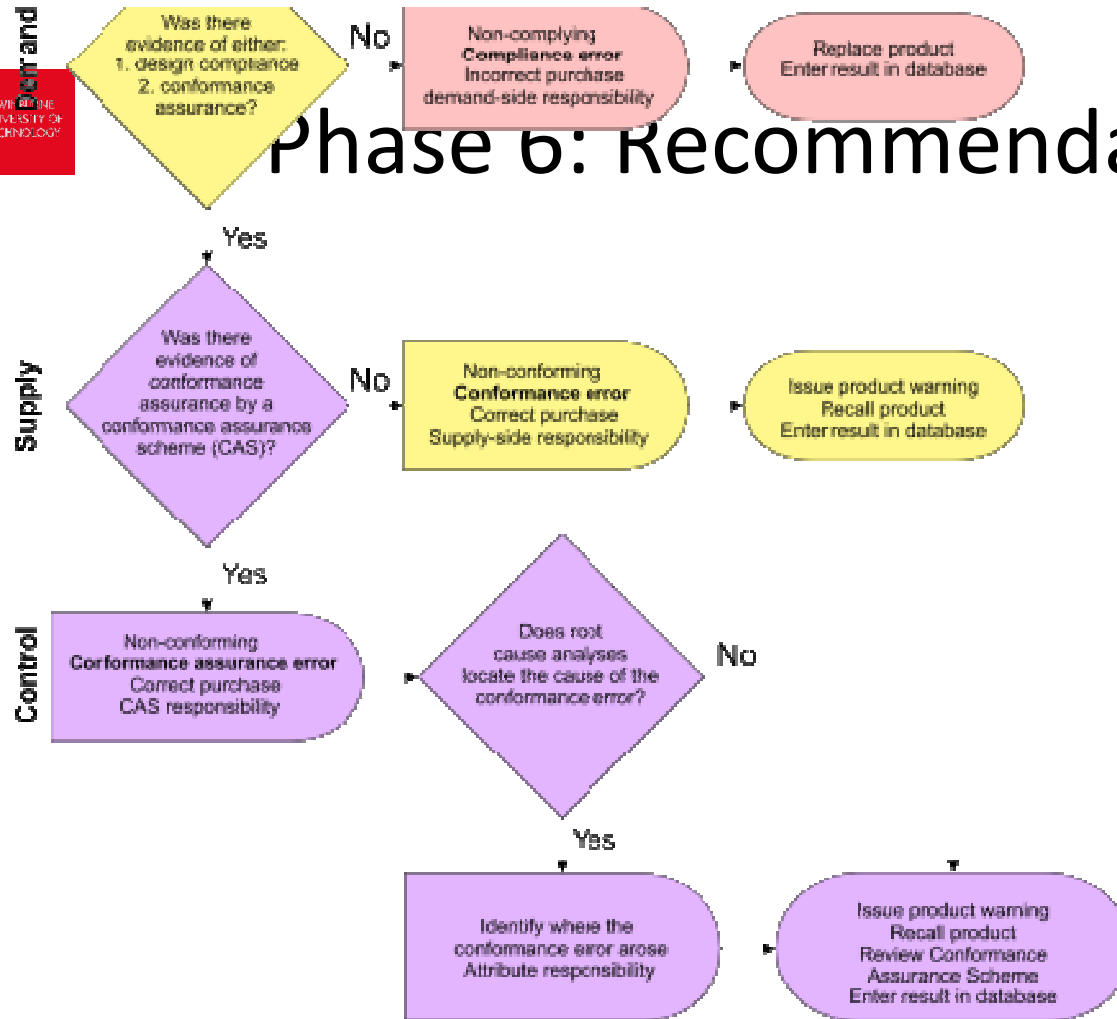 Demand
Was there
evidence of either:
1. design compliance
2. conformance
assurance?
No
Non-complying
Compliance error
Incorrect purchase
demand-side responsibility
Replace product
Enter result in database
Phase 6: Recommenda
Yes
Supply
Was there
evidence of
conformance
assurance by a
conformance assurance
scheme (CAS)?
No
Non-conforming
Conformance error
Correct purchase
Supply-side responsibility
Issue product warning
Recall product
Enter result in database
Yes
Control
Non-conforming
Conformance assurance error
Correct purchase
CAS responsibility
Does root
cause analyses
locate the cause of the
conformance error?
No
Yes
Identify where the
conformance error arose
Attribute responsibility
Issue product warning
Recall product
Review Conformance
Assurance Scheme
Enter result in database